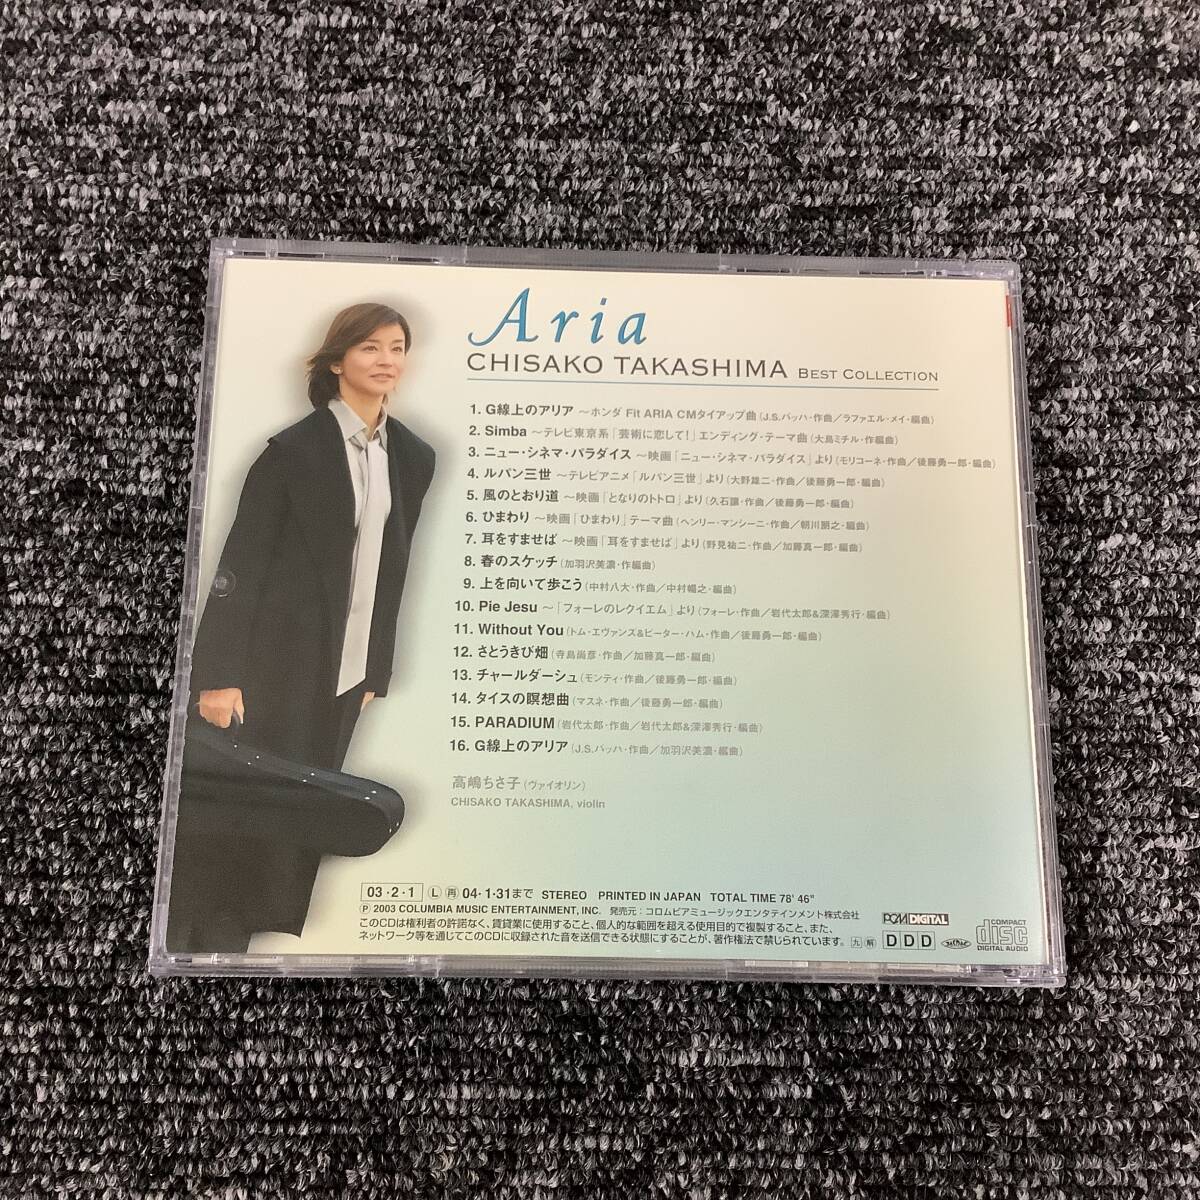 Aria
CHISAKO TAKASHIMA BEST COLLECTION
1. G線上のアリア ～ホンダ Fit ARIA CMタイアップ曲 (J.S.バッハ・作曲／ラファエル・メイ・編曲)
2. Simba ～テレビ東京系「芸術に恋して!」エンディング・テーマ曲 (大島ミチル・作編曲)
3. ニュー・シネマ・パラダイス ～映画「ニュー・シネマ・パラダイス」より (モリコーネ・作曲／後藤勇一郎・編曲)
4. ルパン三世 ～テレビアニメ「ルパン三世」より (大野雄二・作曲／後藤勇一郎・編曲)
5. 風のとおり道 ～映画「となりのトトロ」より (久石譲・作曲／後藤勇一郎・編曲)
6. ひまわり ～映画「ひまわり」テーマ曲 (ヘンリー・マンシーニ・作曲／朝川朋之・編曲)
7. 耳をすませば ～映画「耳をすませば」より (野見祐二・作曲／加藤真一郎・編曲)
8. 春のスケッチ (加羽沢美濃・作編曲)
9. 上を向いて歩こう (中村八大・作曲／中村幡之・編曲)
10. Pie Jesu ～「フォーレのレクイエム」より (フォーレ・作曲／岩代太郎&深澤秀行・編曲)
11. Without You (トム・エヴァンズ&ピーター・ハム・作曲／後藤勇一郎・編曲)
12. さとうきび畑 (寺島尚彦・作曲／加藤真一郎・編曲)
13. チャールダーシュ (モンティ・作曲／後藤勇一郎・編曲)
14. タイスの瞑想曲 (マスネ・作曲／後藤勇一郎・編曲)
15. PARADIUM (岩代太郎・作曲／岩代太郎&深澤秀行・編曲)
16. G線上のアリア (J.S.バッハ・作曲／加羽沢美濃・編曲)
高嶋ちさ子 (ヴァイオリン)
CHISAKO TAKASHIMA, violin
03・2・1 Ⓛ 再 04・1・31まで STEREO PRINTED IN JAPAN TOTAL TIME 78' 46"
Ⓟ 2003 COLUMBIA MUSIC ENTERTAINMENT, INC. 発売元：コロムビアミュージックエンタテインメント株式会社
このCDは権利者の許諾なく、賃貸業に使用すること、個人的な範囲を超える使用目的で複製すること、また、
ネットワーク等を通じてこのCDに収録された音を送信できる状態にすることが、著作権法で禁じられています。 九 解 DDD
PCM DIGITAL
COMPACT
disc
DIGITAL AUDIO